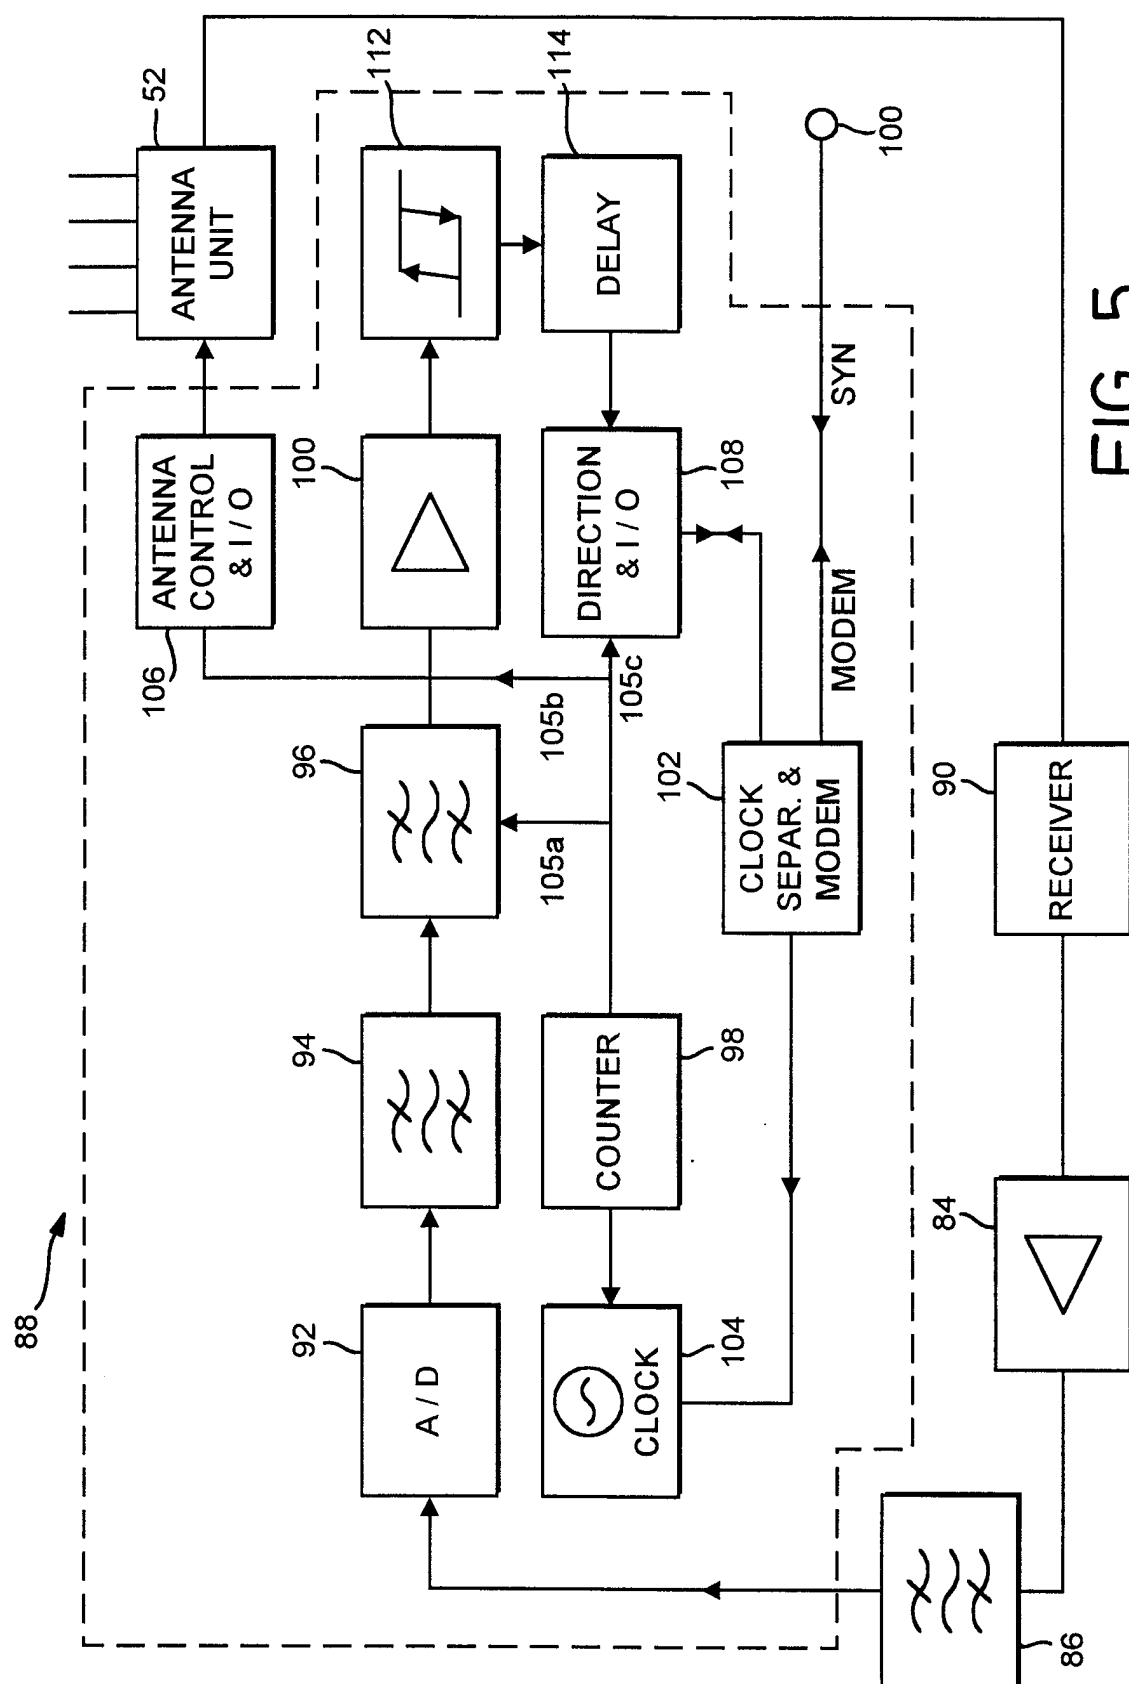 88
92
A / D
94
96
100
112
106
ANTENNA
CONTROL
& I / O
52
ANTENNA
UNIT
104
CLOCK
98
COUNTER
105a
105b
105c
108
DIRECTION
& I / O
114
DELAY
102
CLOCK
SEPAR. &
MODEM
MODEM
SYN
100
86
84
90
RECEIVER
FIG. 5